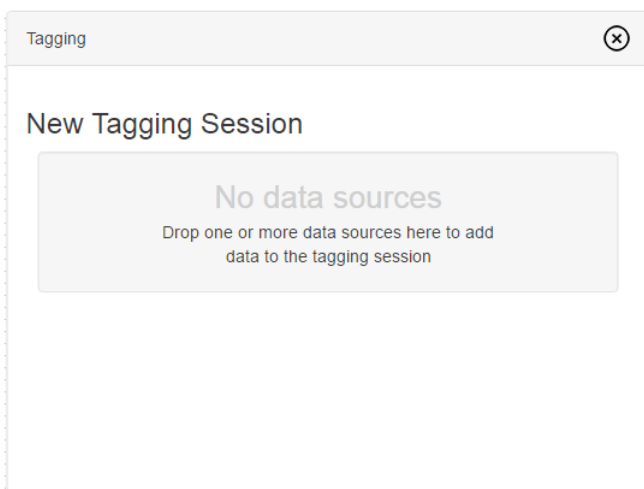 Tagging
New Tagging Session
No data sources
Drop one or more data sources here to add
data to the tagging session